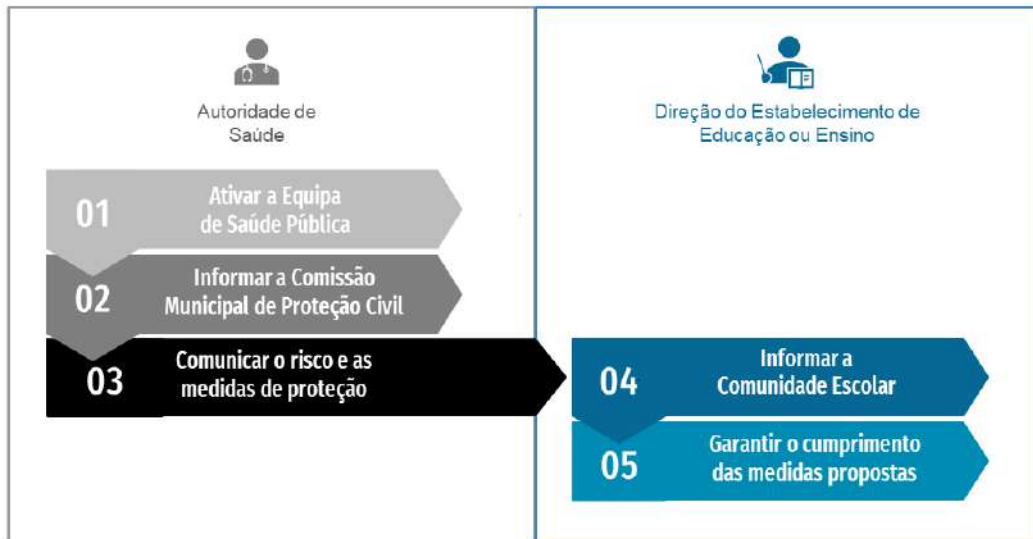 Autoridade de
Saúde
01
Ativar a Equipa
de Saúde Pública
02
Informar a Comissão
Municipal de Proteção Civil
03
Comunicar o risco e as
medidas de proteção
Direção do Estabelecimento de
Educação ou Ensino
04
Informar a
Comunidade Escolar
05
Garantir o cumprimento
das medidas propostas